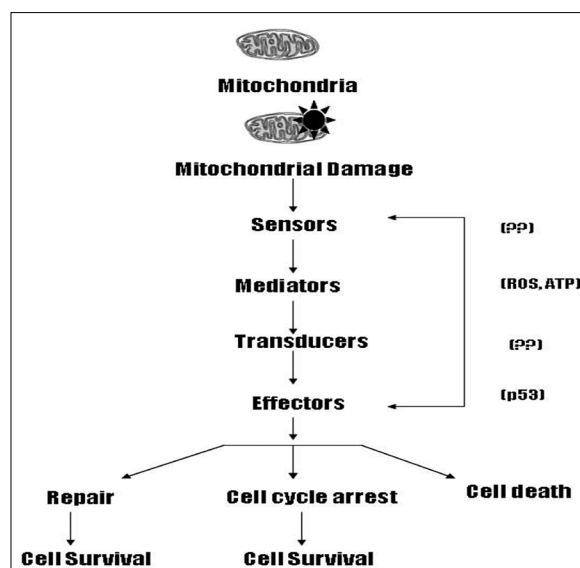 Mitochondria
Mitochondrial Damage
Sensors
(??)
Mediators
(ROS, ATP)
Transducers
(??)
Effectors
(p53)
Repair
Cell cycle arrest
Cell death
Cell Survival
Cell Survival